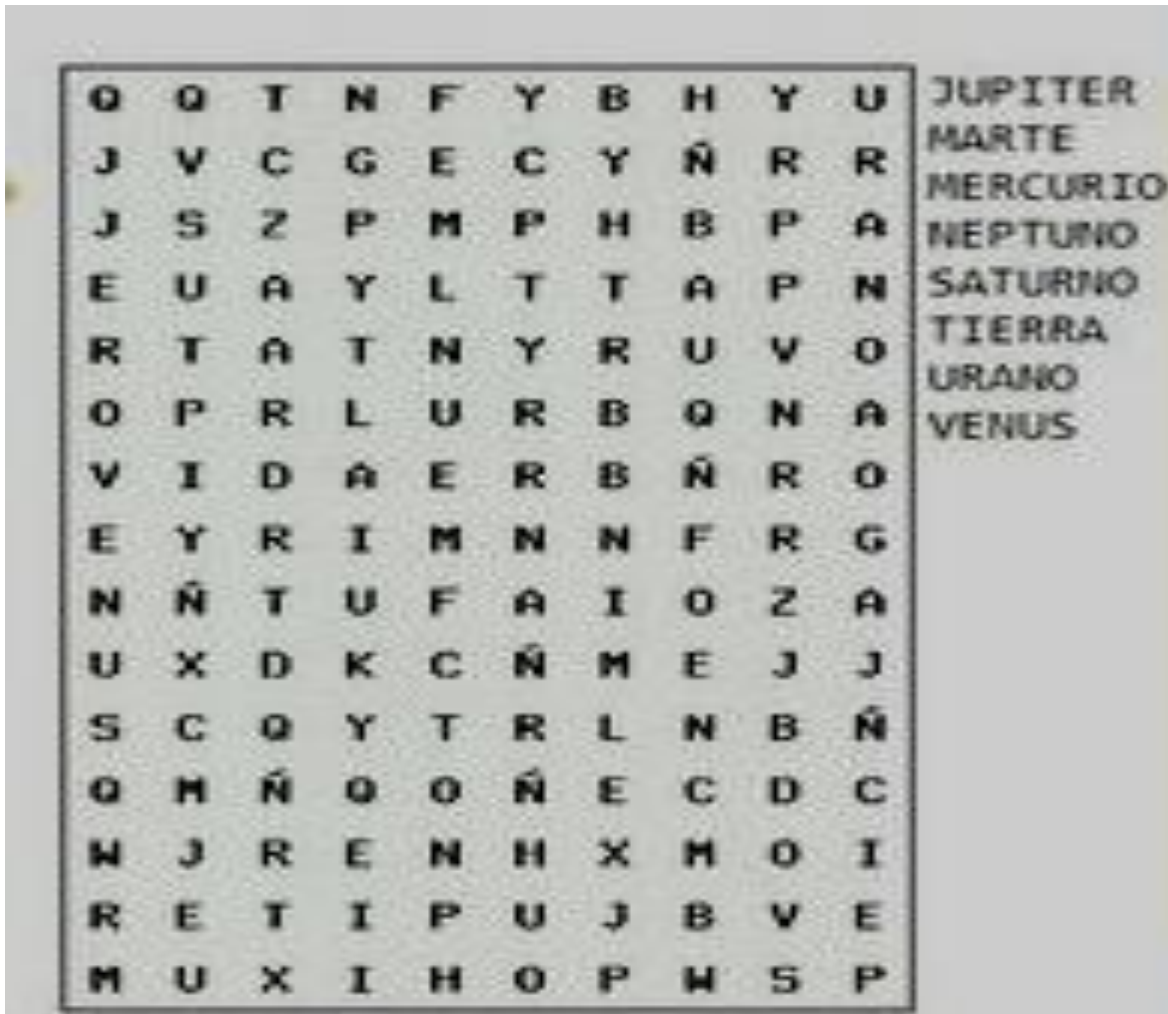 Q Q T N F Y B H Y U
J V C G E C Y Ñ R R
J S Z P M P H B P A
E U A Y L T T A P N
R T A T N Y R U V O
O P R L U R B Q N A
V I D A E R B Ñ R O
E Y R I M N N F R G
N Ñ T U F A I O Z A
U X D K C Ñ M E J J
S C Q Y T R L N B Ñ
Q M Ñ Q O Ñ E C D C
W J R E N H X M O I
R E T I P U J B V E
M U X I H O P W S P
JUPITER
MARTE
MERCURIO
NEPTUNO
SATURNO
TIERRA
URANO
VENUS